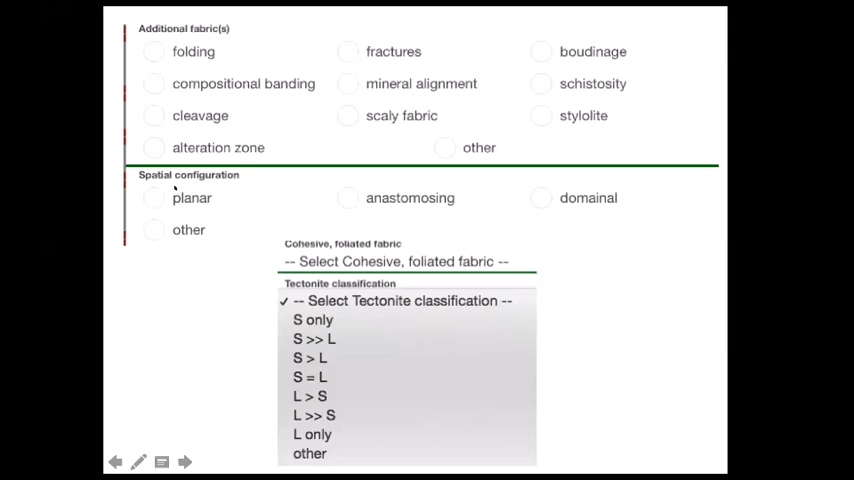 Additional fabric(s)
folding fractures boudinage
compositional banding mineral alignment schistosity
cleavage scaly fabric stylolite
alteration zone other
Spatial configuration
planar anastomosing domainal
other
Cohesive, foliated fabric
-- Select Cohesive, foliated fabric --
Tectonite classification
✓ -- Select Tectonite classification --
S only
S >> L
S > L
S = L
L > S
L >> S
L only
other